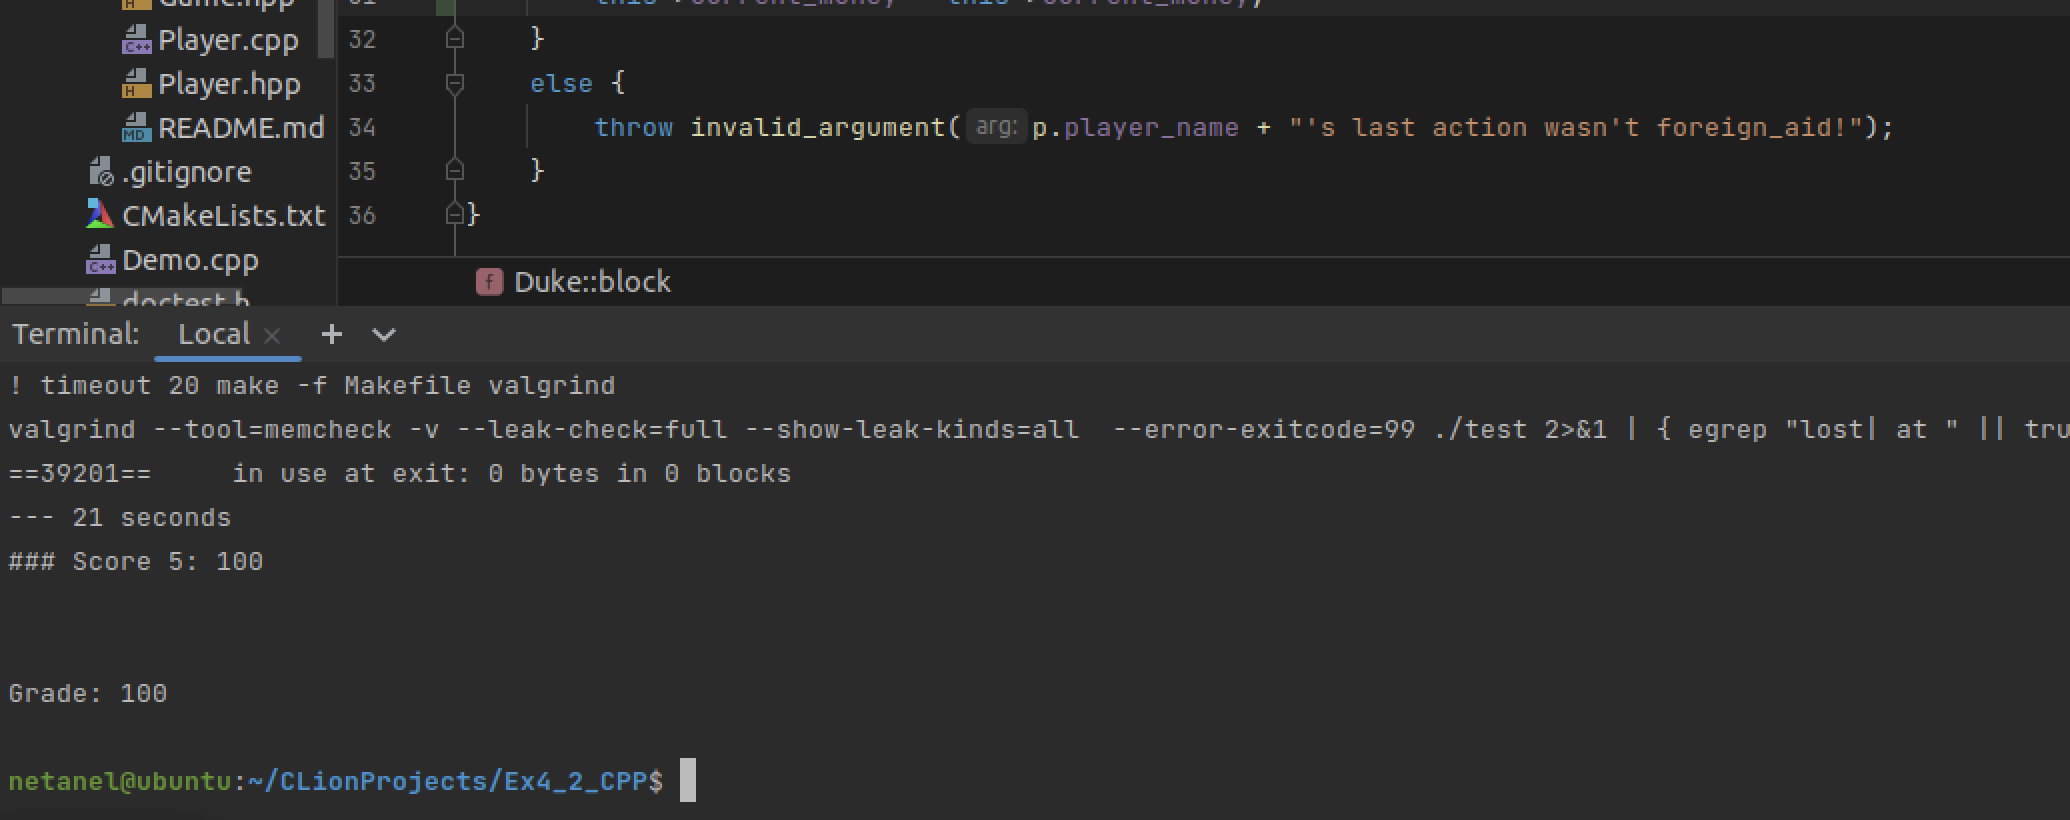 Game.hpp
Player.cpp
Player.hpp
README.md
.gitignore
CMakeLists.txt
Demo.cpp
doctest.h
31
32 }
33 else {
34 throw invalid_argument( arg: p.player_name + "'s last action wasn't foreign_aid!");
35 }
36 }
Duke::block
Terminal: Local
! timeout 20 make -f Makefile valgrind
valgrind --tool=memcheck -v --leak-check=full --show-leak-kinds=all --error-exitcode=99 ./test 2>&1 | { egrep "lost| at " || tru
==39201== in use at exit: 0 bytes in 0 blocks
--- 21 seconds
### Score 5: 100
Grade: 100
netanel@ubuntu:~/CLionProjects/Ex4_2_CPP$